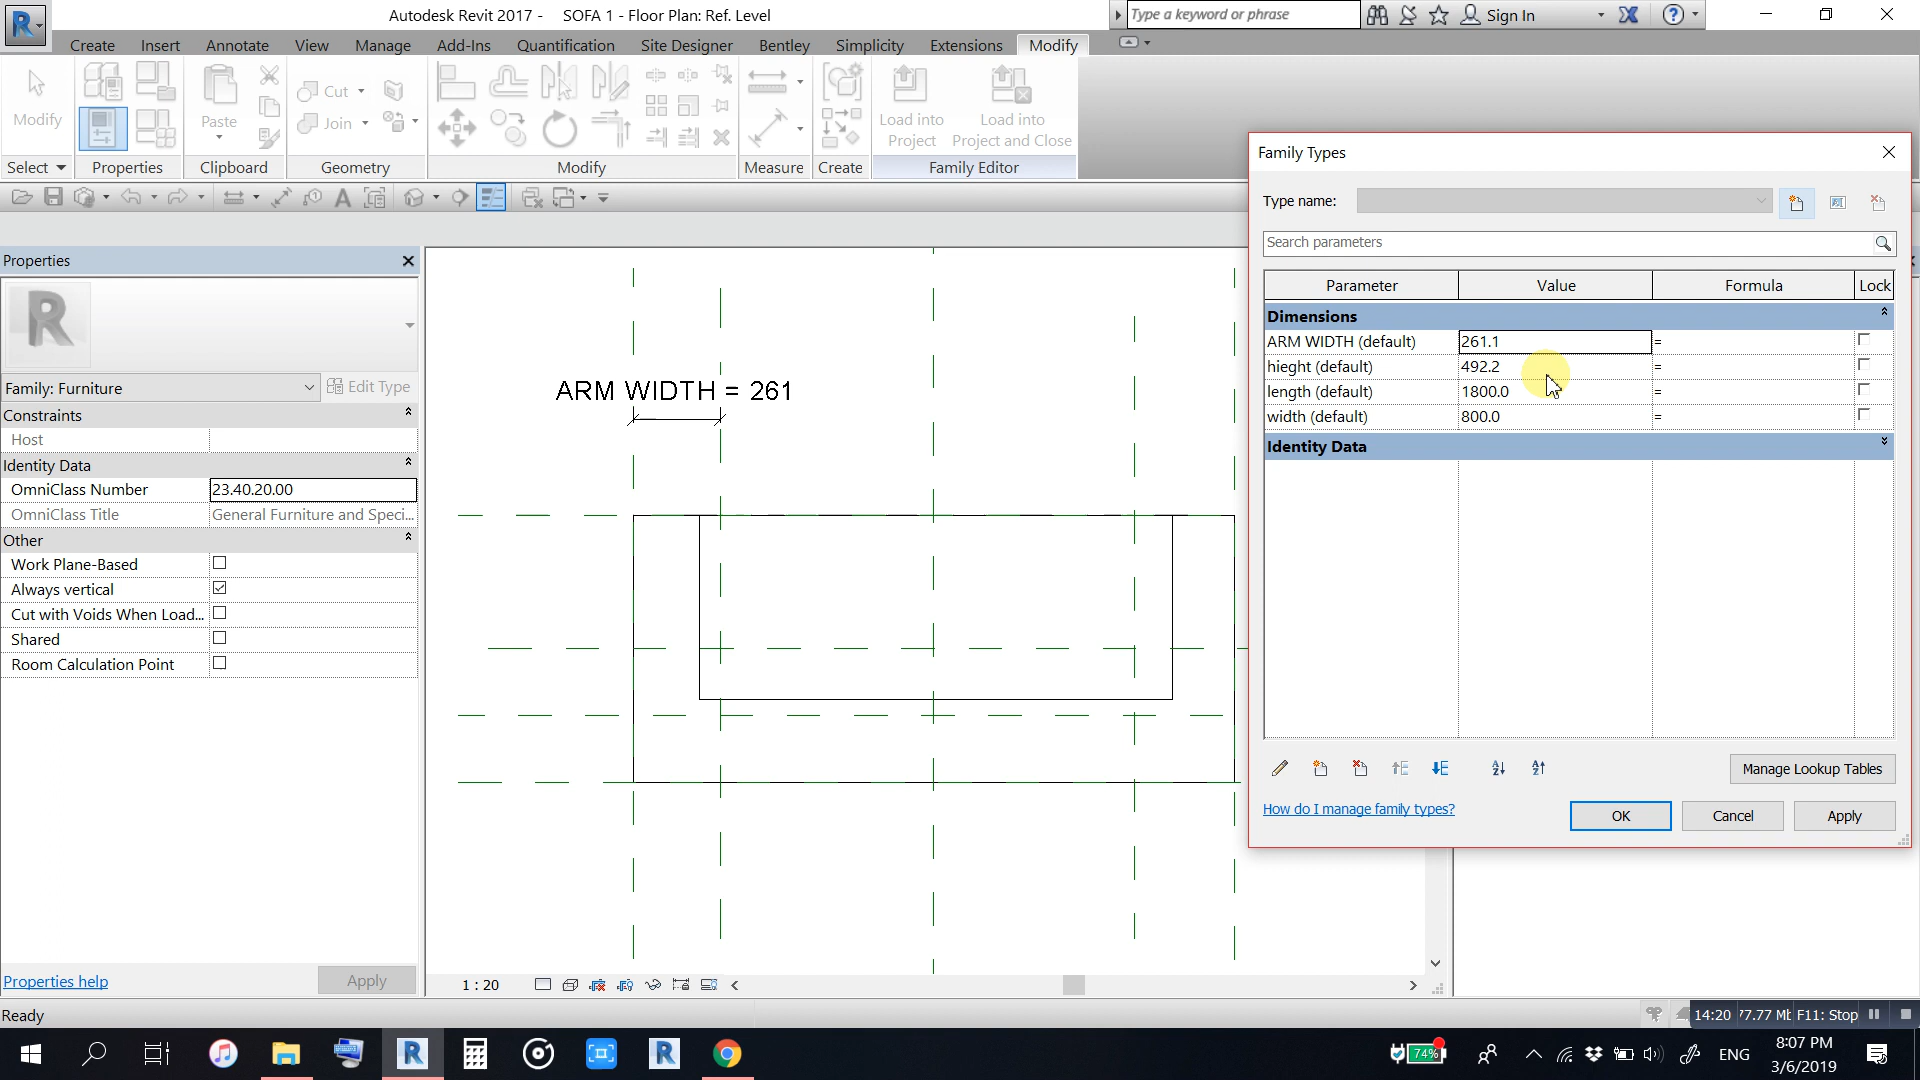 Autodesk Revit 2017 - SOFA 1 - Floor Plan: Ref. Level
Type a keyword or phrase
Sign In
Create Insert Annotate View Manage Add-Ins Quantification Site Designer Bentley Simplicity Extensions Modify
Modify
Paste
Cut
Join
Load into
Project
Load into
Project and Close
Select Properties Clipboard Geometry Modify Measure Create Family Editor
Properties
R
Family: Furniture
Edit Type
Constraints
Host
Identity Data
OmniClass Number 23.40.20.00
OmniClass Title General Furniture and Speci...
Other
Work Plane-Based
Always vertical
Cut with Voids When Load...
Shared
Room Calculation Point
Properties help
Apply
ARM WIDTH = 261
1 : 20
Family Types
Type name:
Search parameters
Parameter Value Formula Lock
Dimensions
ARM WIDTH (default) 261.1 =
hieght (default) 492.2 =
length (default) 1800.0 =
width (default) 800.0 =
Identity Data
Manage Lookup Tables
How do I manage family types?
OK Cancel Apply
Ready
14:20 77.77 Mt F11: Stop
74%
ENG
8:07 PM
3/6/2019